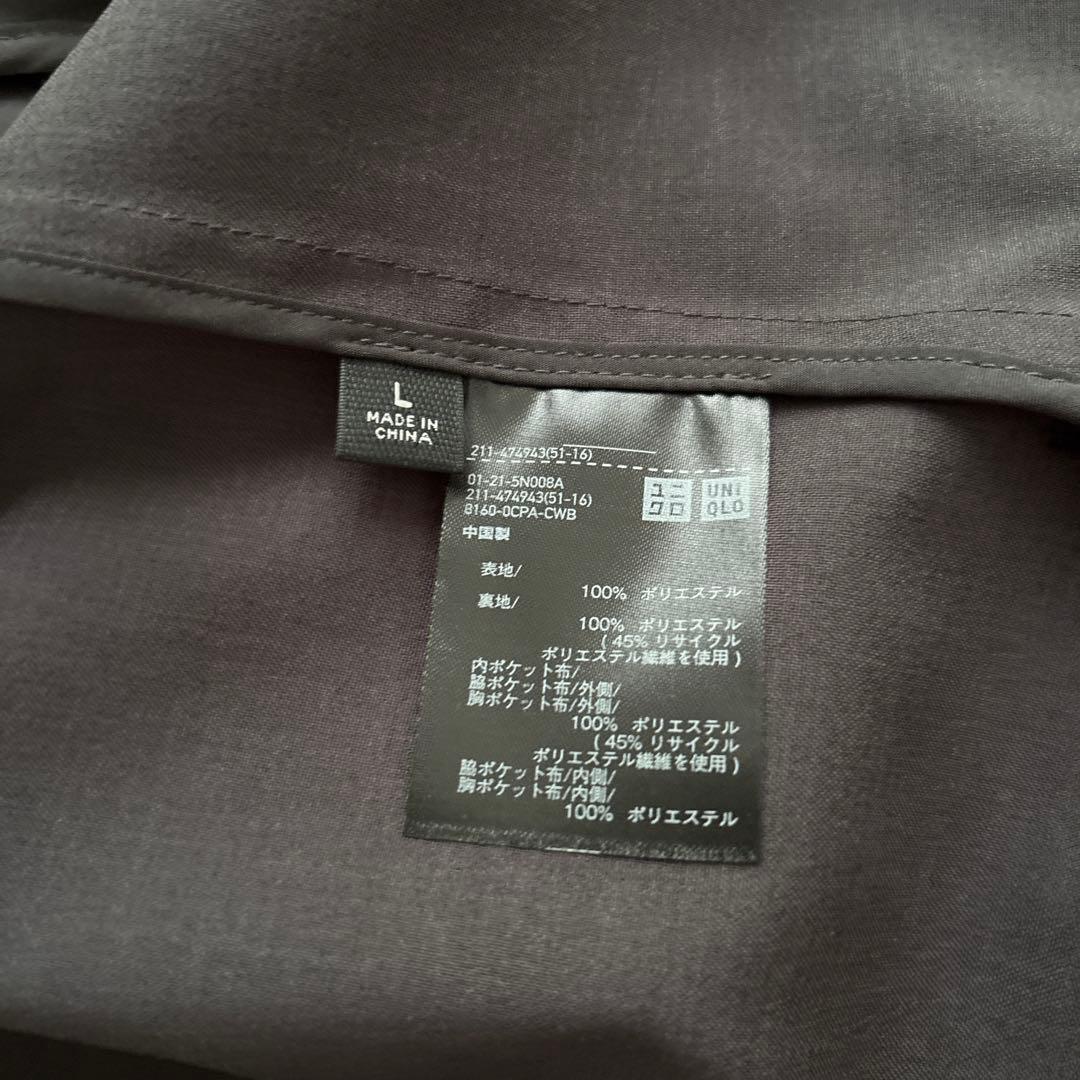 L
MADE IN
CHINA
211-474943(51-16)
01-21-5N008A
211-474943(51-16)
8160-0CPA-CWB
ユニ
クロ
UNI
QLO
中国製
表地/
100% ポリエステル
裏地/
100% ポリエステル
(45% リサイクル
ポリエステル繊維を使用)
内ポケット布/
脇ポケット布/外側/
胸ポケット布/外側/
100% ポリエステル
(45% リサイクル
ポリエステル繊維を使用)
脇ポケット布/内側/
胸ポケット布/内側/
100% ポリエステル